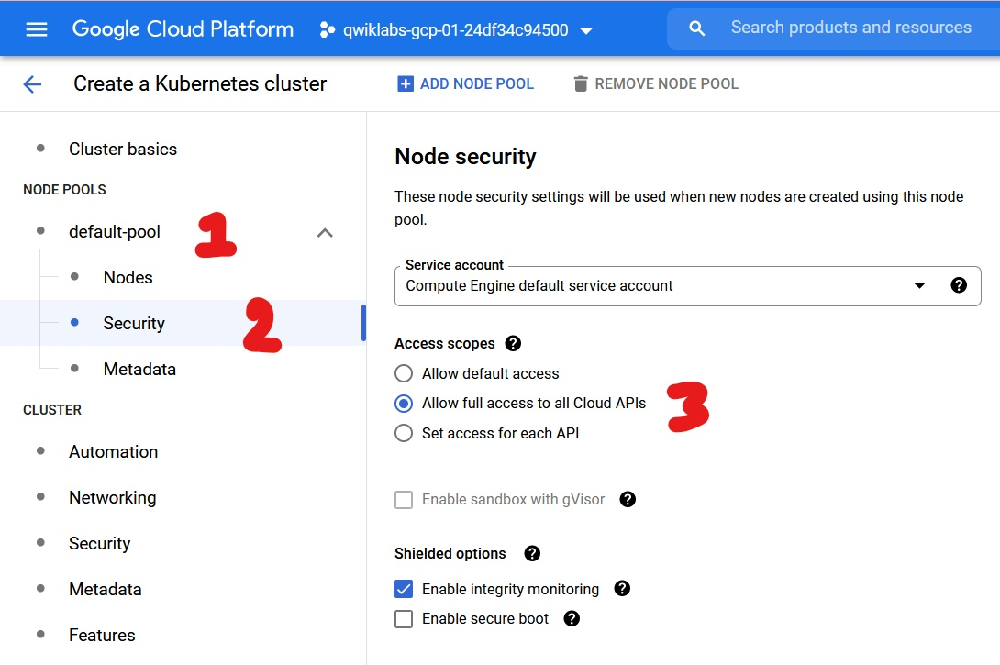 Google Cloud Platform qwiklabs-gcp-01-24df34c94500 Search products and resources
Create a Kubernetes cluster ADD NODE POOL REMOVE NODE POOL
Cluster basics
NODE POOLS
default-pool 1
Nodes
Security 2
Metadata
CLUSTER
Automation
Networking
Security
Metadata
Features
Node security
These node security settings will be used when new nodes are created using this node
pool.
Service account
Compute Engine default service account ?
Access scopes ?
Allow default access
Allow full access to all Cloud APIs 3
Set access for each API
Enable sandbox with gVisor ?
Shielded options ?
Enable integrity monitoring ?
Enable secure boot ?